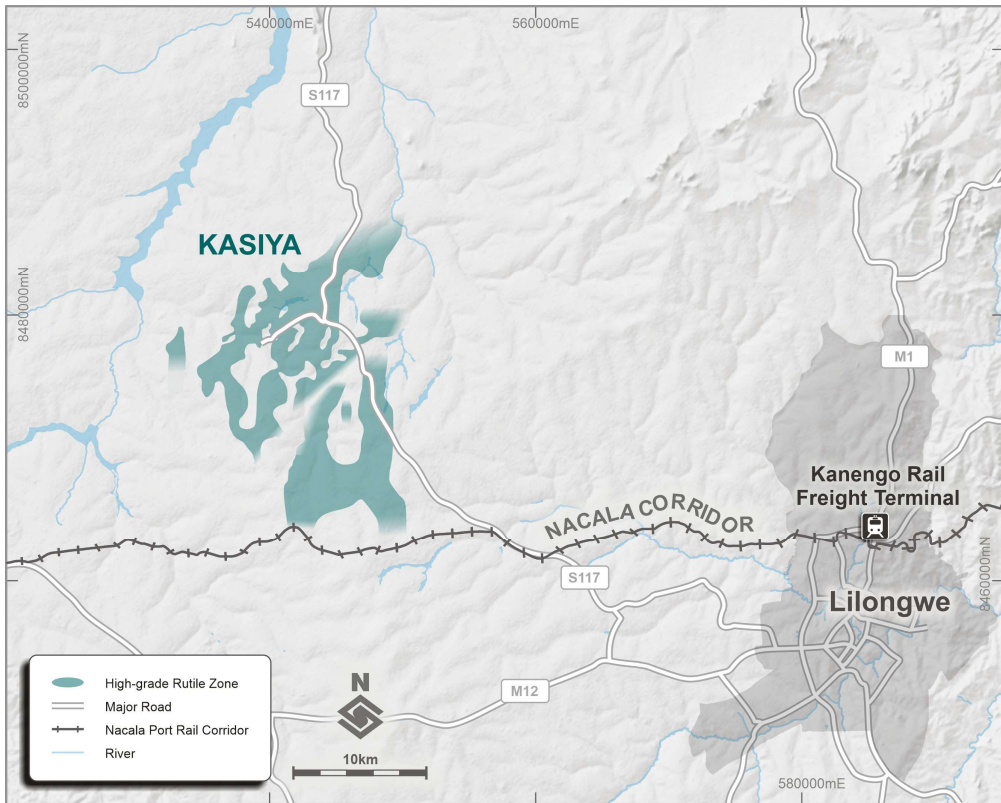 540000mE
560000mE
8500000mN
S117
KASIYA
8480000mN
M1
Kanengo Rail
Freight Terminal
NACALA CORRIDOR
S117
8460000mN
Lilongwe
M12
High-grade Rutile Zone
Major Road
Nacala Port Rail Corridor
River
N
10km
580000mE